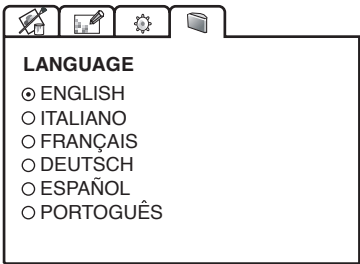 LANGUAGE
ENGLISH
ITALIANO
FRANÇAIS
DEUTSCH
ESPAÑOL
PORTOGUÊS